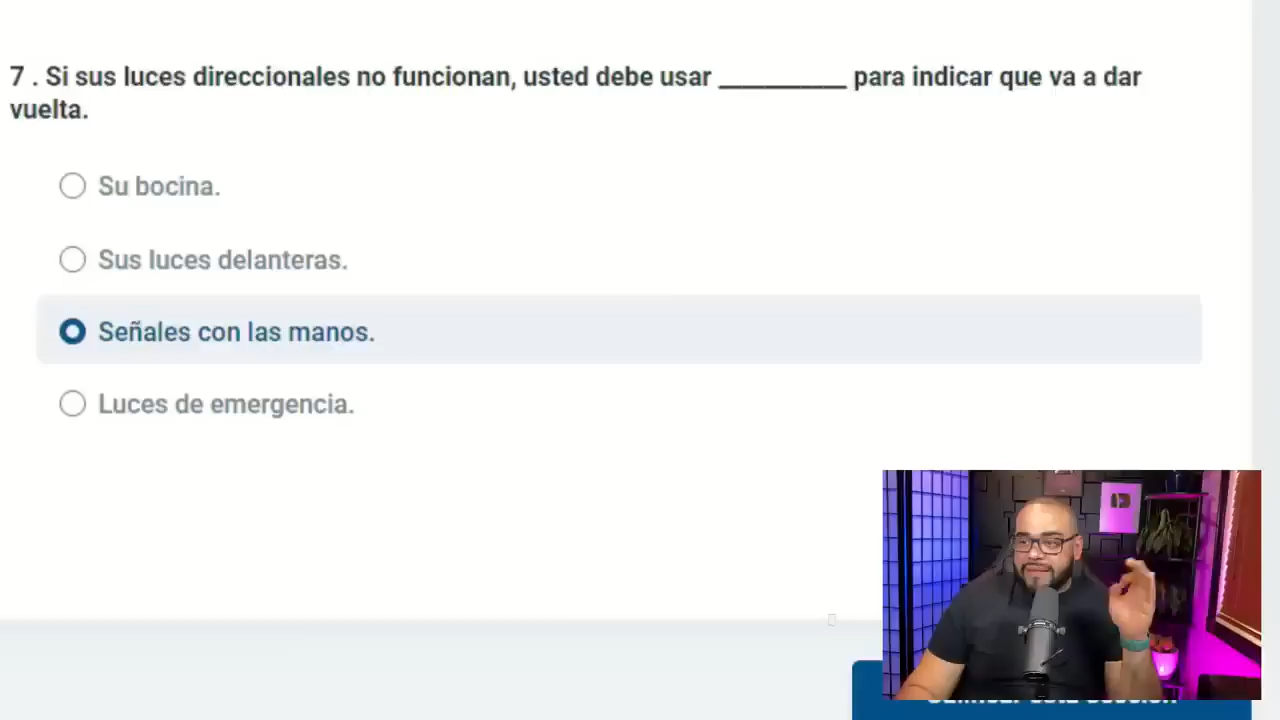 7 . Si sus luces direccionales no funcionan, usted debe usar __________ para indicar que va a dar
vuelta.
Su bocina.
Sus luces delanteras.
Señales con las manos.
Luces de emergencia.